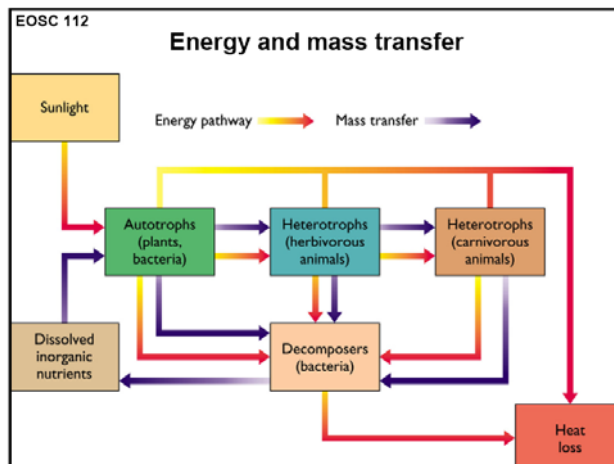 EOSC 112
Energy and mass transfer
Sunlight
Energy pathway
Mass transfer
Autotrophs
(plants,
bacteria)
Heterotrophs
(herbivorous
animals)
Heterotrophs
(carnivorous
animals)
Dissolved
inorganic
nutrients
Decomposers
(bacteria)
Heat
loss